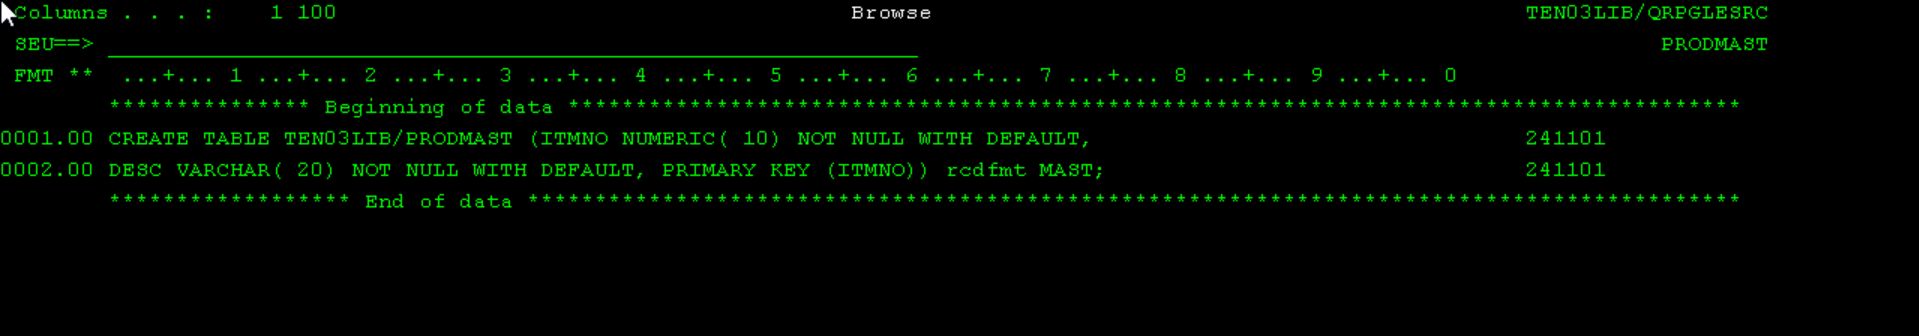 Columns . . . :    1 100    Browse    TEN03LIB/QRPGLESRC
SEU==> ____________________________________________________________    PRODMAST
FMT **  ...+... 1 ...+... 2 ...+... 3 ...+... 4 ...+... 5 ...+... 6 ...+... 7 ...+... 8 ...+... 9 ...+... 0
*************** Beginning of data ***************************************************************************************
0001.00 CREATE TABLE TEN03LIB/PRODMAST (ITMNO NUMERIC( 10) NOT NULL WITH DEFAULT,    241101
0002.00 DESC VARCHAR( 20) NOT NULL WITH DEFAULT, PRIMARY KEY (ITMNO)) rcdfmt MAST;    241101
****************** End of data ******************************************************************************************